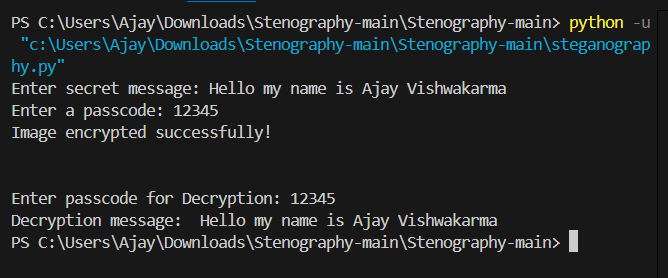 PS C:\Users\Ajay\Downloads\Stenography-main\Stenography-main> python -u
"c:\Users\Ajay\Downloads\Stenography-main\Stenography-main\steganograp
hy.py"
Enter secret message: Hello my name is Ajay Vishwakarma
Enter a passcode: 12345
Image encrypted successfully!
Enter passcode for Decryption: 12345
Decryption message:  Hello my name is Ajay Vishwakarma
PS C:\Users\Ajay\Downloads\Stenography-main\Stenography-main>